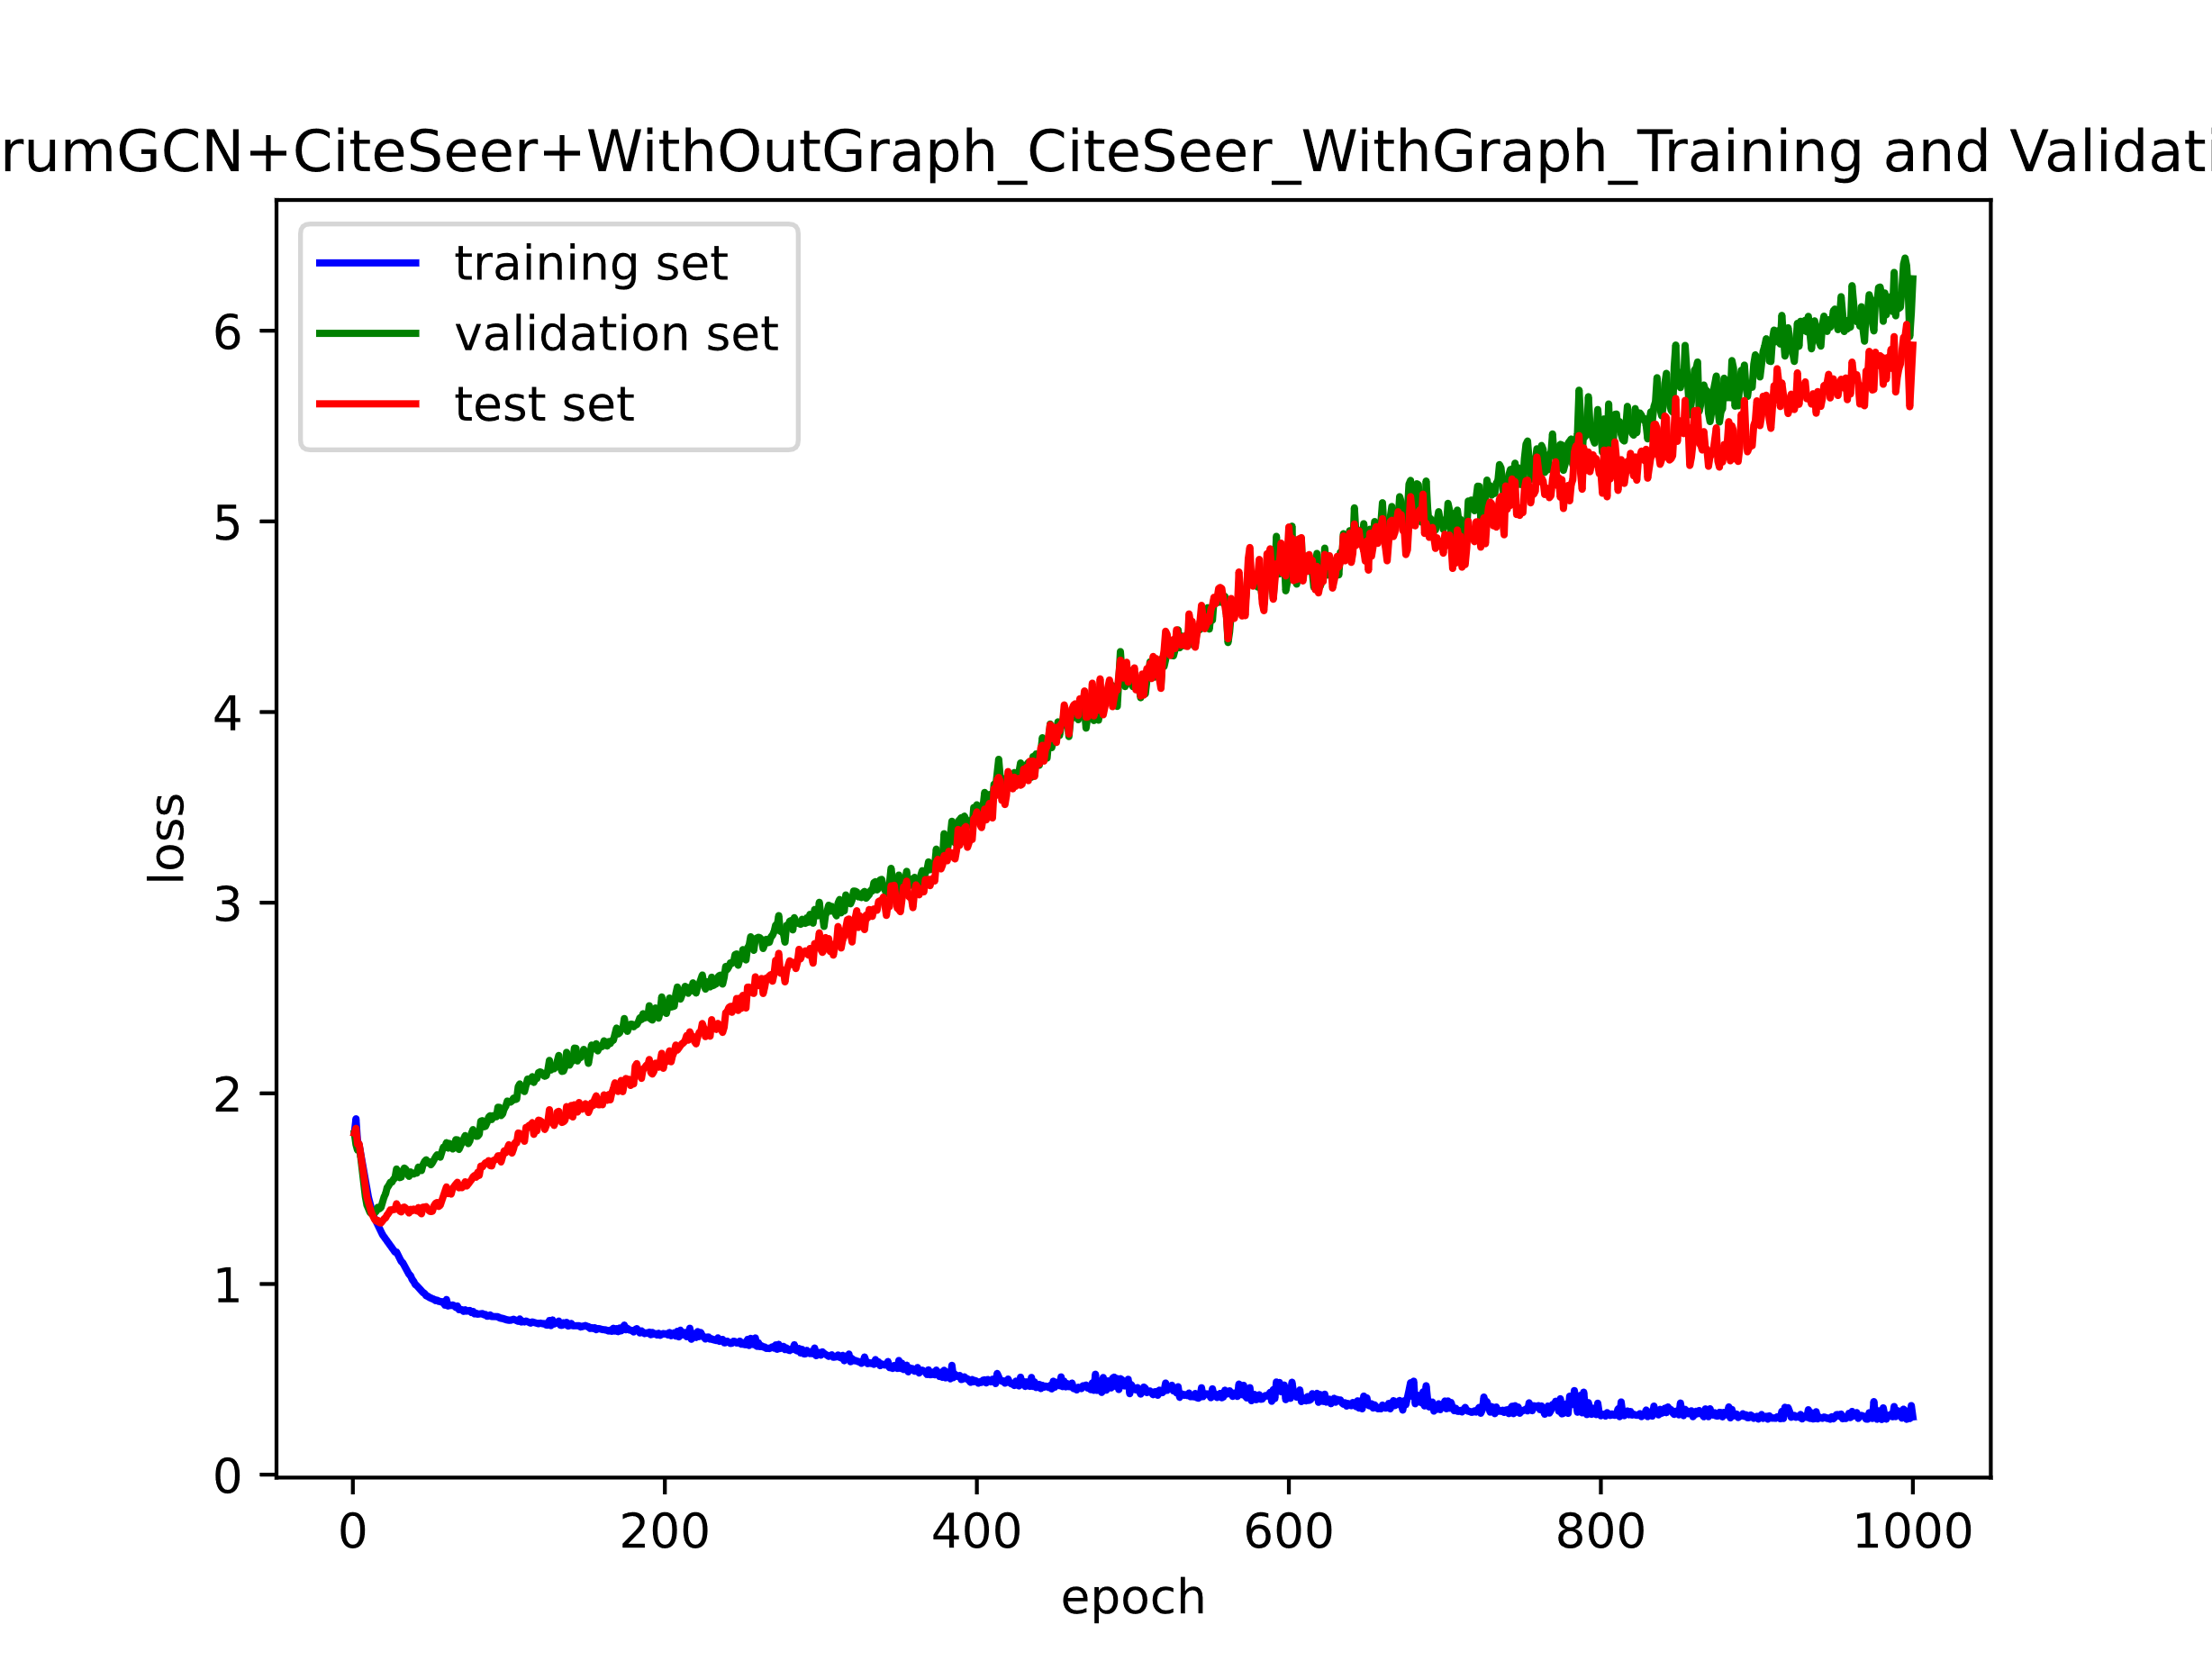 rumGCN+CiteSeer+WithOutGraph_CiteSeer_WithGraph_Training and Validati
training set
validation set
test set
6
5
4
3
2
1
0
loss
0 200 400 600 800 1000
epoch